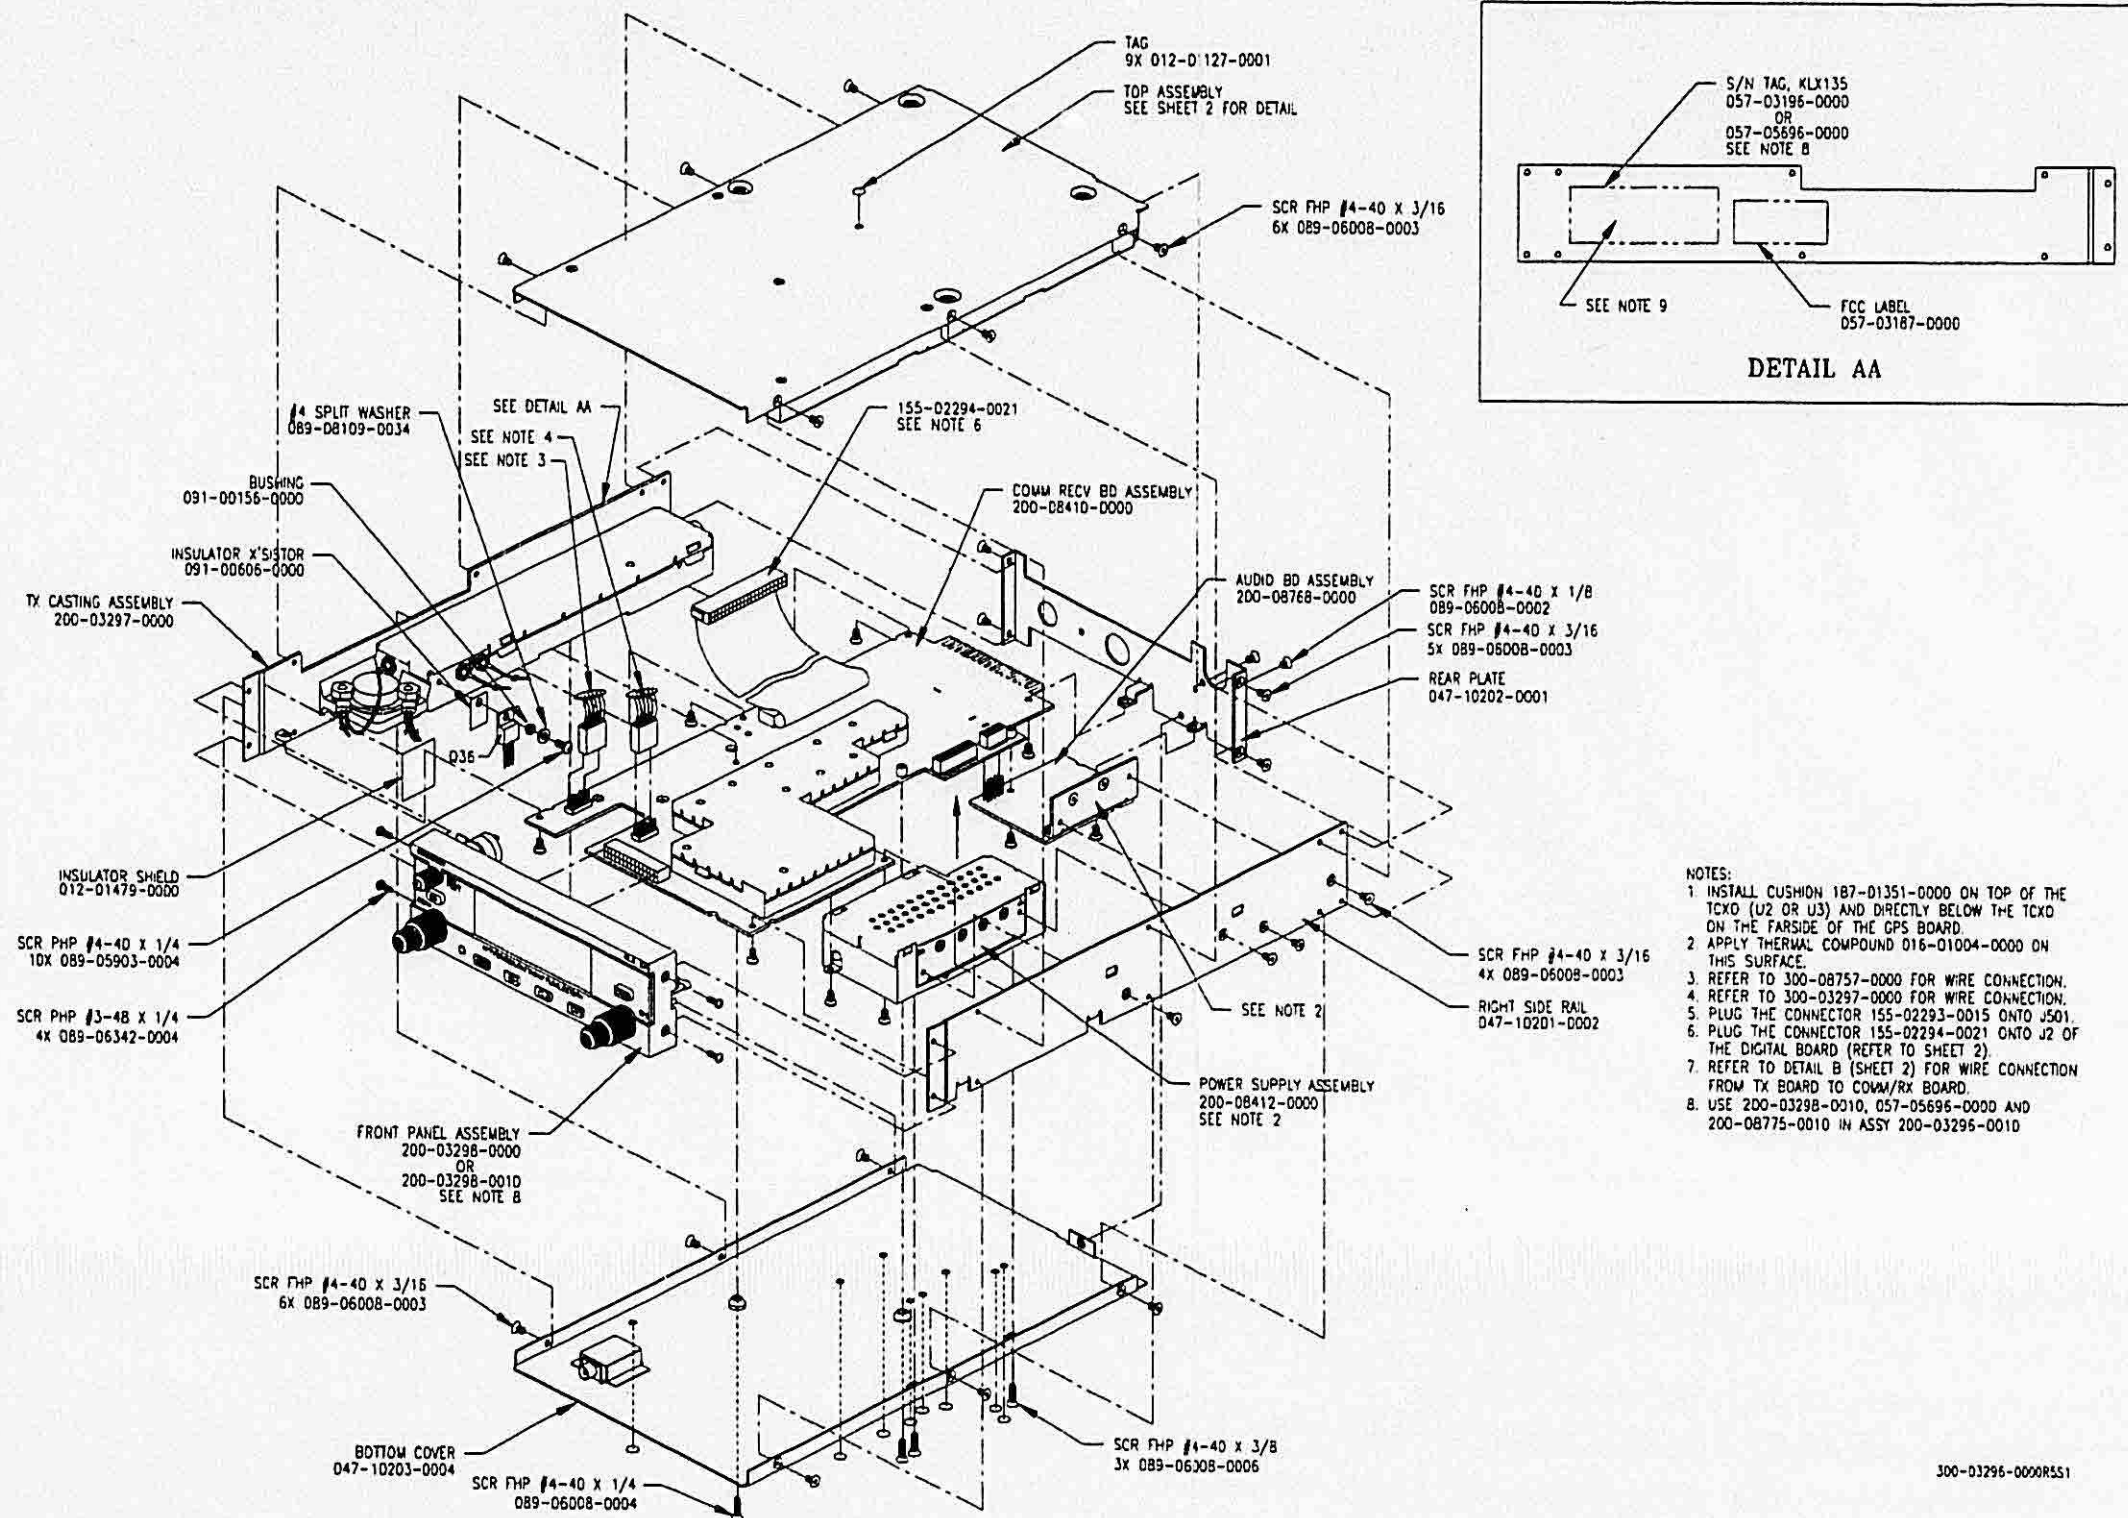 TAG
9X 012-01127-0001
TOP ASSEMBLY
SEE SHEET 2 FOR DETAIL
SCR FHP #4-40 X 3/16
6X 089-06008-0003
S/N TAG, KLX135
057-03196-0000
OR
057-05696-0000
SEE NOTE 8
SEE NOTE 9
FCC LABEL
057-03187-0000
DETAIL AA
#4 SPLIT WASHER
089-08109-0034
SEE DETAIL AA
SEE NOTE 4
SEE NOTE 3
155-02294-0021
SEE NOTE 6
BUSHING
091-00156-0000
COMM RECV BD ASSEMBLY
200-08410-0000
INSULATOR X'SISTOR
091-00606-0000
TX CASTING ASSEMBLY
200-03297-0000
AUDIO BD ASSEMBLY
200-08768-0000
SCR FHP #4-40 X 1/8
089-06008-0002
SCR FHP #4-40 X 3/16
5X 089-06008-0003
REAR PLATE
047-10202-0001
Q36
INSULATOR SHIELD
012-01479-0000
SCR PHP #4-40 X 1/4
10X 089-05903-0004
SCR PHP #3-48 X 1/4
4X 089-06342-0004
SCR FHP #4-40 X 3/16
4X 089-06008-0003
SEE NOTE 2
RIGHT SIDE RAIL
047-10201-0002
POWER SUPPLY ASSEMBLY
200-08412-0000
SEE NOTE 2
FRONT PANEL ASSEMBLY
200-03298-0000
OR
200-03298-0010
SEE NOTE 8
SCR FHP #4-40 X 3/16
6X 089-06008-0003
BOTTOM COVER
047-10203-0004
SCR FHP #4-40 X 1/4
089-06008-0004
SCR FHP #4-40 X 3/8
3X 089-06008-0006
NOTES:
1. INSTALL CUSHION 187-01351-0000 ON TOP OF THE
TCXO (U2 OR U3) AND DIRECTLY BELOW THE TCXO
ON THE FARSIDE OF THE GPS BOARD.
2 APPLY THERMAL COMPOUND 016-01004-0000 ON
THIS SURFACE.
3. REFER TO 300-08757-0000 FOR WIRE CONNECTION.
4. REFER TO 300-03297-0000 FOR WIRE CONNECTION.
5. PLUG THE CONNECTOR 155-02293-0015 ONTO J501.
6. PLUG THE CONNECTOR 155-02294-0021 ONTO J2 OF
THE DIGITAL BOARD (REFER TO SHEET 2).
7. REFER TO DETAIL B (SHEET 2) FOR WIRE CONNECTION
FROM TX BOARD TO COMM/RX BOARD.
8. USE 200-03298-0010, 057-05696-0000 AND
200-08775-0010 IN ASSY 200-03296-0010
300-03296-0000R5S1